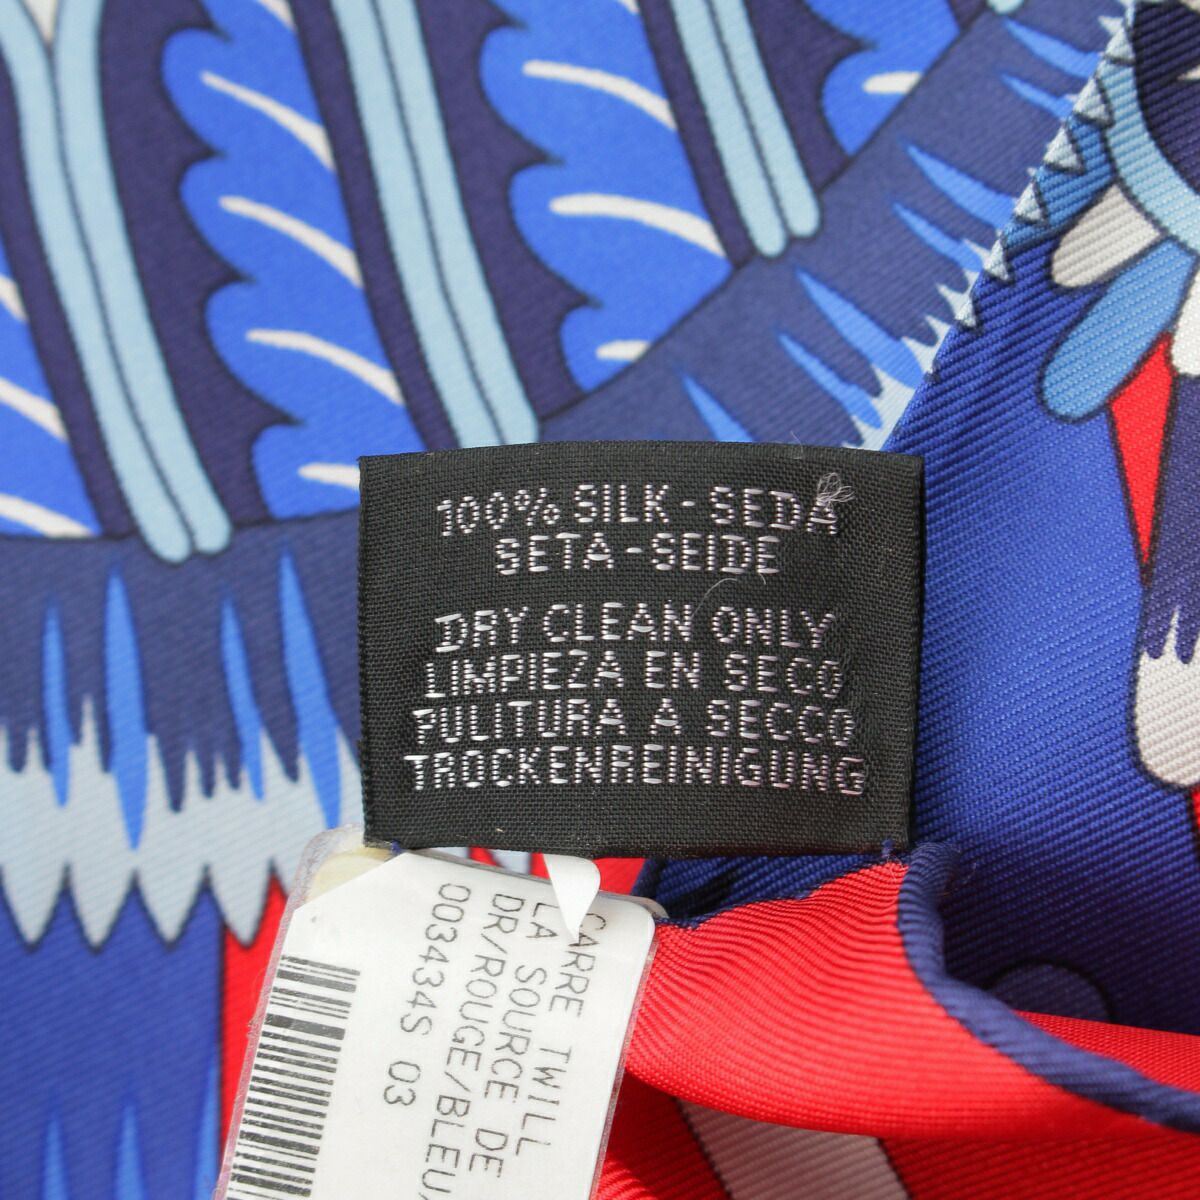 100% SILK - SEDA
SETA - SEIDE
DRY CLEAN ONLY
LIMPIEZA EN SECO
PULITURA A SECCO
TROCKENREINIGUNG
CARRE TWILL
LA SOURCE DE
DR/ROUGE/BLEU
003434S 03